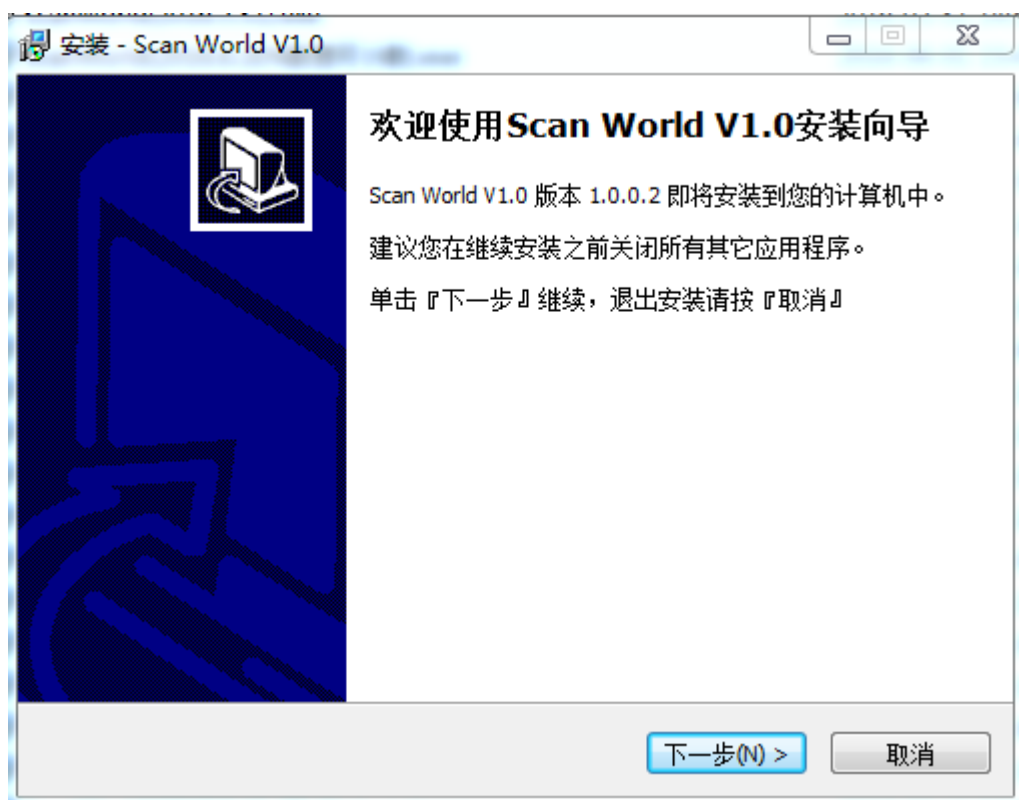 安装 - Scan World V1.0
欢迎使用Scan World V1.0安装向导
Scan World V1.0 版本 1.0.0.2 即将安装到您的计算机中。
建议您在继续安装之前关闭所有其它应用程序。
单击『下一步』继续，退出安装请按『取消』
下一步(N) >
取消